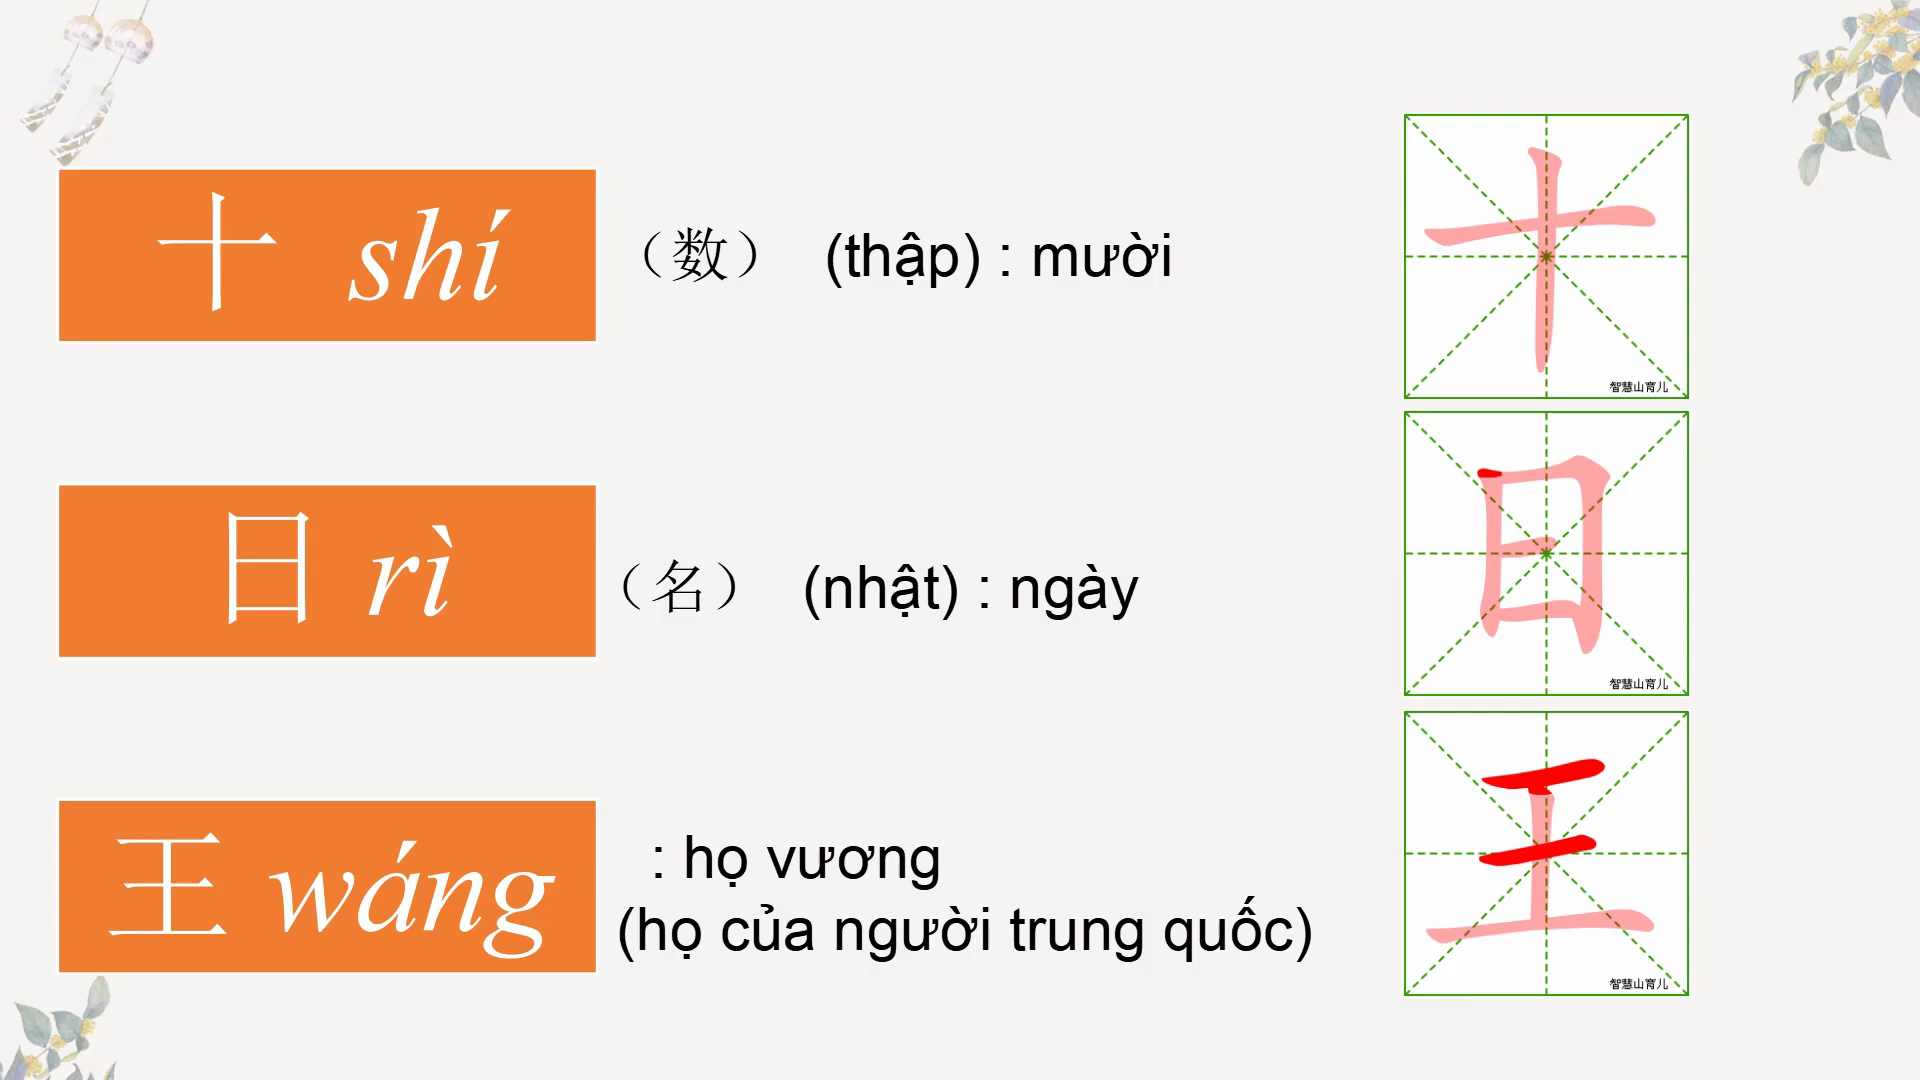 十 shí （数） (thập) : mười
智慧山育儿
日 rì （名） (nhật) : ngày
智慧山育儿
王 wáng : họ vương
(họ của người trung quốc)
智慧山育儿